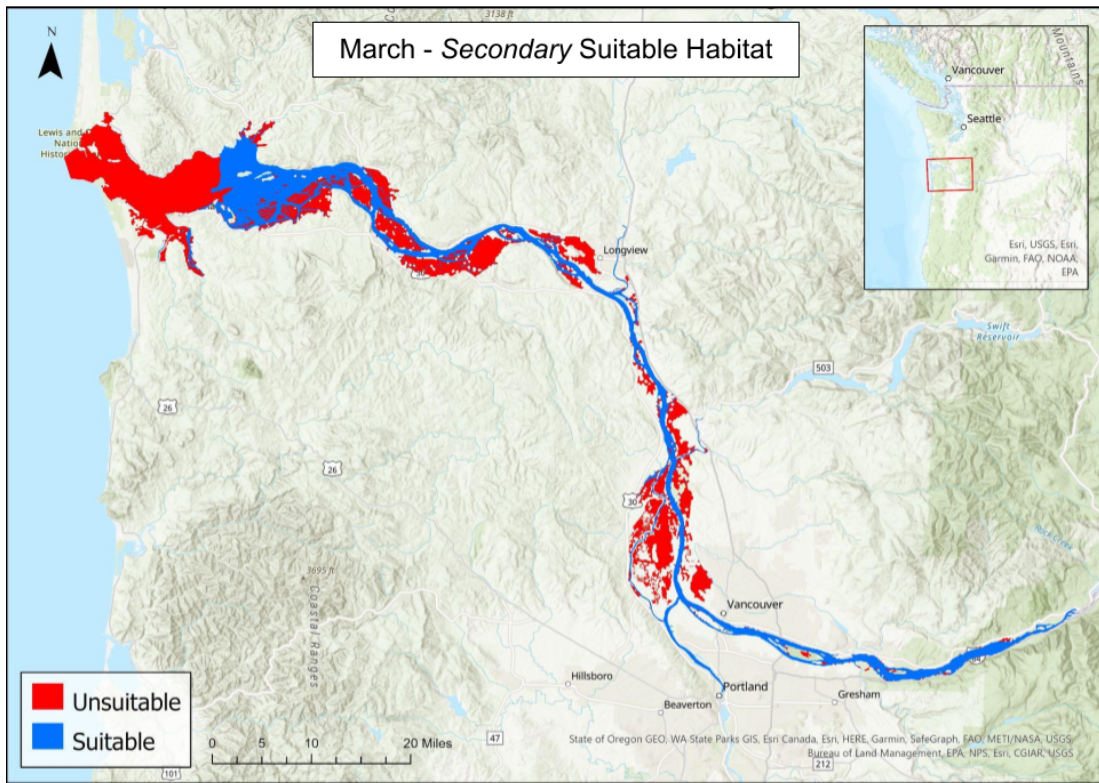 March - Secondary Suitable Habitat
N
3138 ft
Lewis and
Nation
Histor
Longview
30
Swift
Reservoir
503
26
26
30
Rock Creek
3695 ft
Coastal Ranges
Vancouver
Hillsboro
Portland
Beaverton
Gresham
Unsuitable
Suitable
0 5 10 20 Miles
47
101
212
State of Oregon GEO, WA State Parks GIS, Esri Canada, Esri, HERE, Garmin, SafeGraph, FAO, METI/NASA, USGS,
Bureau of Land Management, EPA, NPS, Esri, CGIAR, USGS
Vancouver
Mountains
Seattle
Esri, USGS, Esri,
Garmin, FAO, NOAA,
EPA